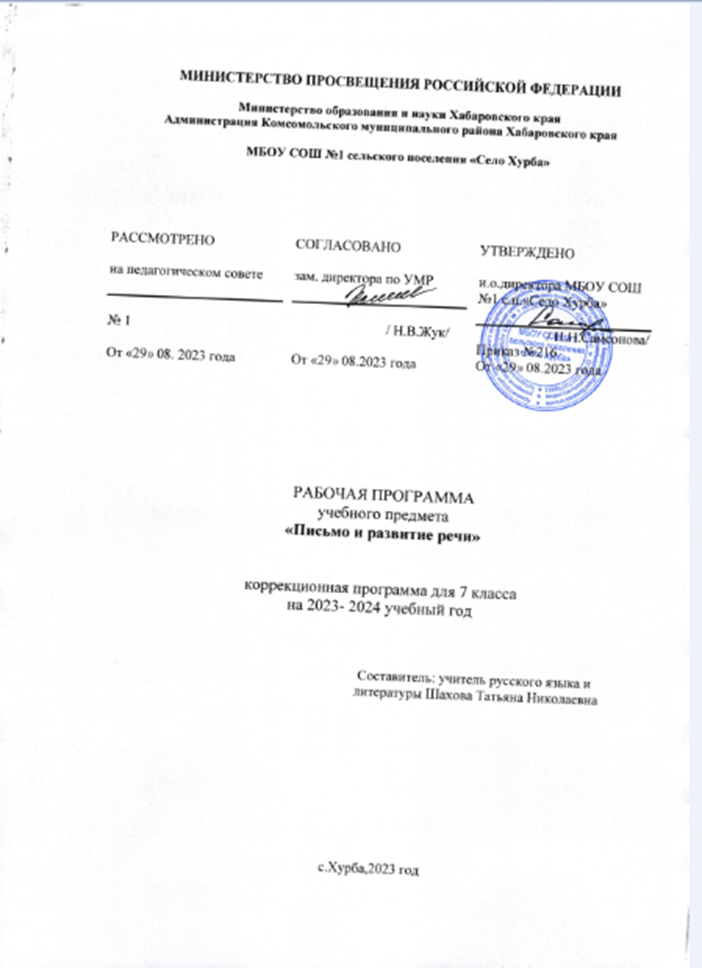 МИНИСТЕРСТВО ПРОСВЕЩЕНИЯ РОССИЙСКОЙ ФЕДЕРАЦИИ
Министерство образования и науки Хабаровского края
Администрация Комсомольского муниципального района Хабаровского края
МБОУ СОШ №1 сельского поселения «Село Хурба»
РАССМОТРЕНО
на педагогическом совете
№ 1
От «29» 08. 2023 года
СОГЛАСОВАНО
зам. директора по УМР
/ Н.В.Жук/
От «29» 08.2023 года
УТВЕРЖДЕНО
и.о.директора МБОУ СОШ
№1 с.п.«Село Хурба»
/Н.Н.Самсонова/
Приказ №216
От «29» 08.2023 года
РАБОЧАЯ ПРОГРАММА
учебного предмета
«Письмо и развитие речи»
коррекционная программа для 7 класса
на 2023- 2024 учебный год
Составитель: учитель русского языка и
литературы Шахова Татьяна Николаевна
с.Хурба,2023 год